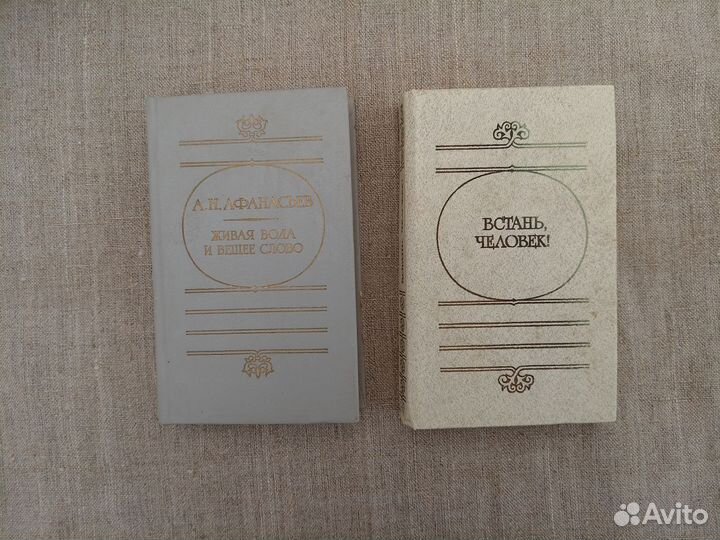 А.Н. АФАНАСЬЕВ
ЖИВАЯ ВОДА
И ВЕЩЕЕ СЛОВО
ВСТАНЬ,
ЧЕЛОВЕК!
Avito